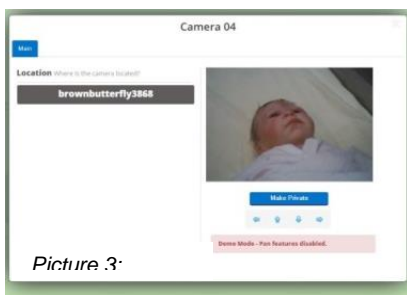 Camera 04
Main
Location Where is the camera located?
brownbutterfly3868
Make Private
Demo Mode - Pan features disabled.
Picture 3: